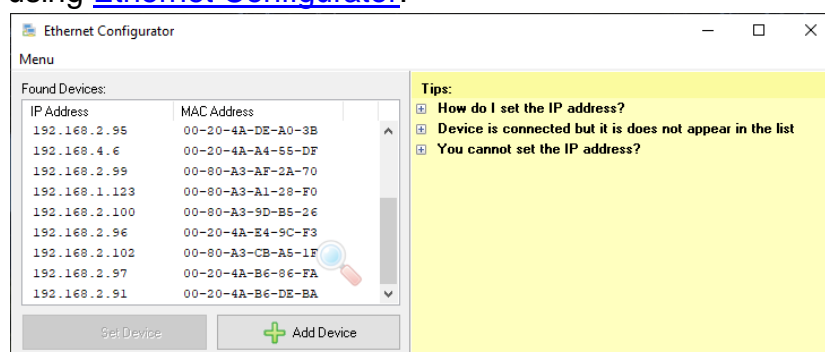 using Ethernet Configurator.
Ethernet Configurator
Menu
Found Devices:
IP Address MAC Address
192.168.2.95 00-20-4A-DE-A0-3B
192.168.4.6 00-20-4A-A4-55-DF
192.168.2.99 00-80-A3-AF-2A-70
192.168.1.123 00-80-A3-A1-28-F0
192.168.2.100 00-80-A3-9D-B5-26
192.168.2.96 00-20-4A-E4-9C-F3
192.168.2.102 00-80-A3-CB-A5-1F
192.168.2.97 00-20-4A-B6-86-FA
192.168.2.91 00-20-4A-B6-DE-BA
Set Device Add Device
Tips:
How do I set the IP address?
Device is connected but it is does not appear in the list
You cannot set the IP address?